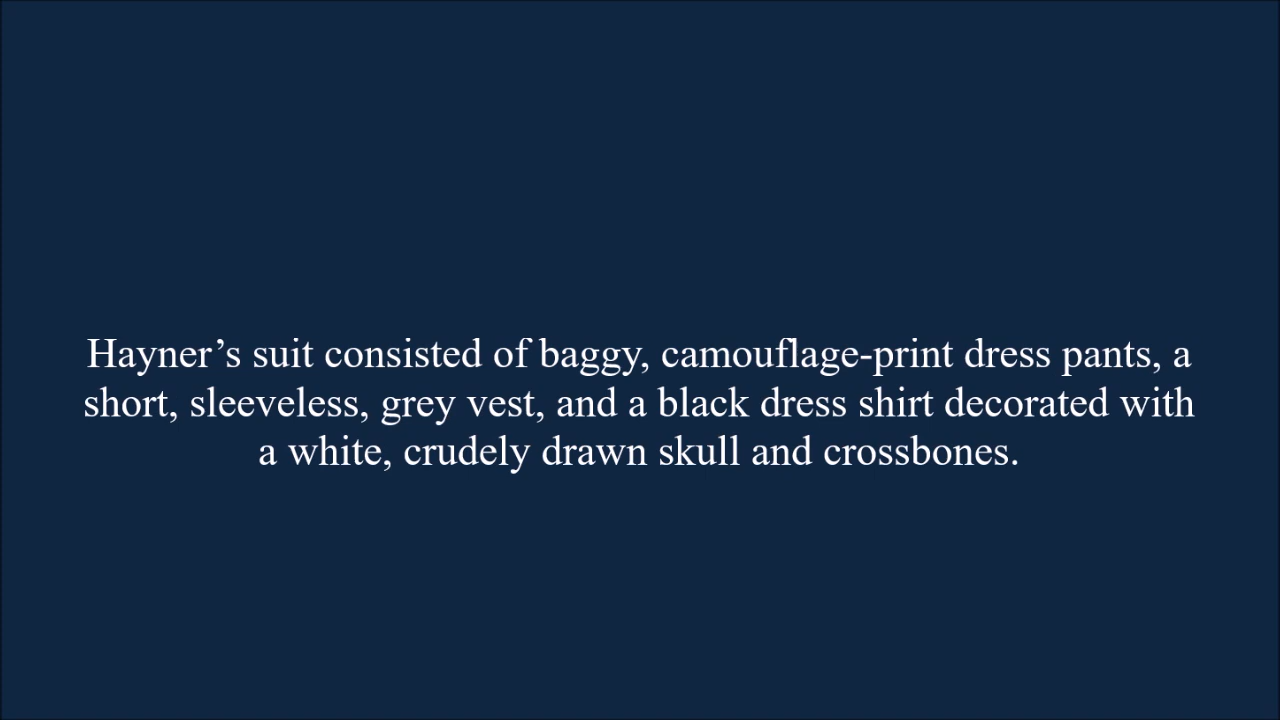 Hayner’s suit consisted of baggy, camouflage-print dress pants, a
short, sleeveless, grey vest, and a black dress shirt decorated with
a white, crudely drawn skull and crossbones.